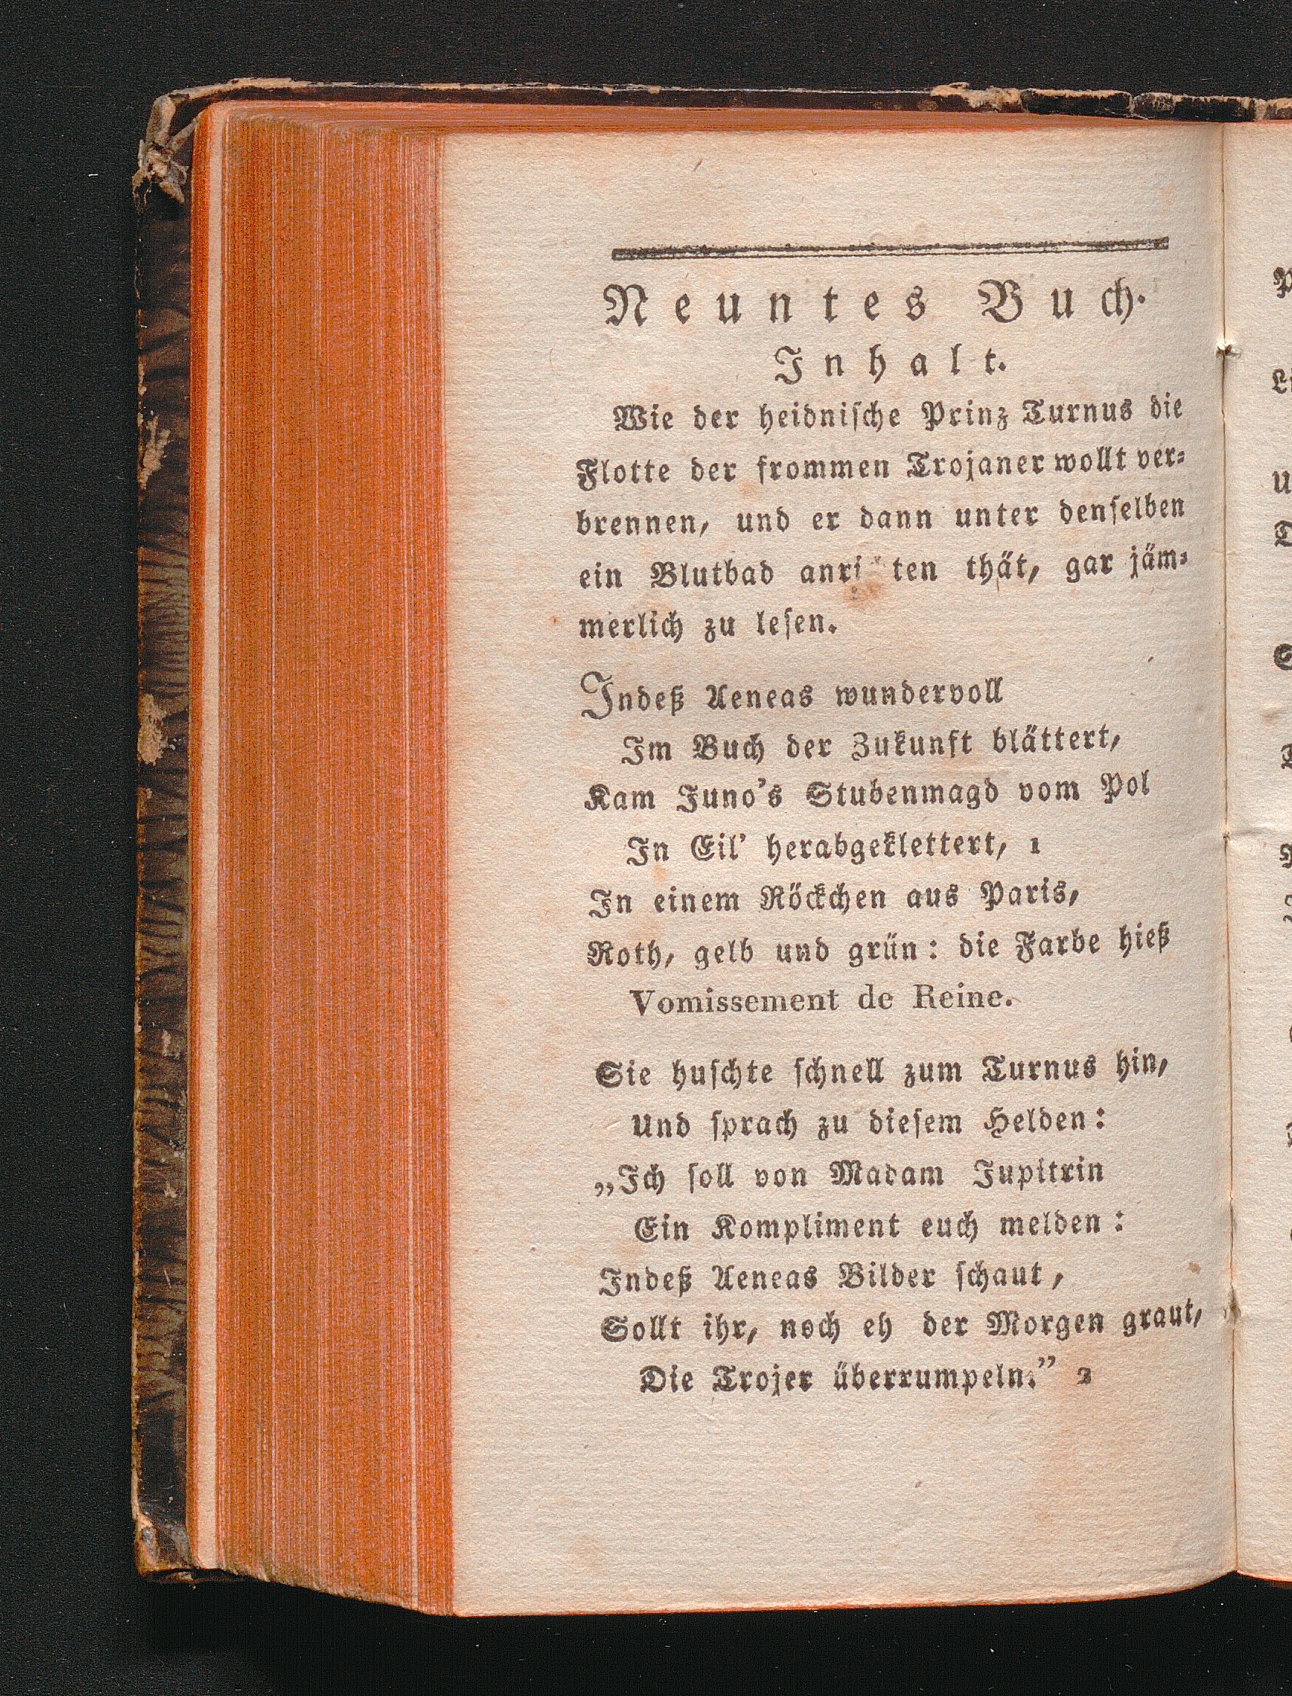 Neuntes Buch.
Inhalt.
Wie der heidniſche Prinz Turnus die
Flotte der frommen Trojaner wollt ver⸗
brennen, und er dann unter denſelben
ein Blutbad anri ten thät, gar jäm⸗
merlich zu leſen.
Indeß Aeneas wundervoll
Im Buch der Zukunft blättert,
Kam Juno's Stubenmagd vom Pol
In Eil' herabgeklettert, 1
In einem Röckchen aus Paris,
Roth, gelb und grün: die Farbe hieß
Vomissement de Reine.
Sie huſchte ſchnell zum Turnus hin,
Und ſprach zu dieſem Helden:
„Ich ſoll von Madam Jupitrin
Ein Kompliment euch melden:
Indeß Aeneas Bilder ſchaut,
Sollt ihr, noch eh der Morgen graut,
Die Trojer überrumpeln." 2